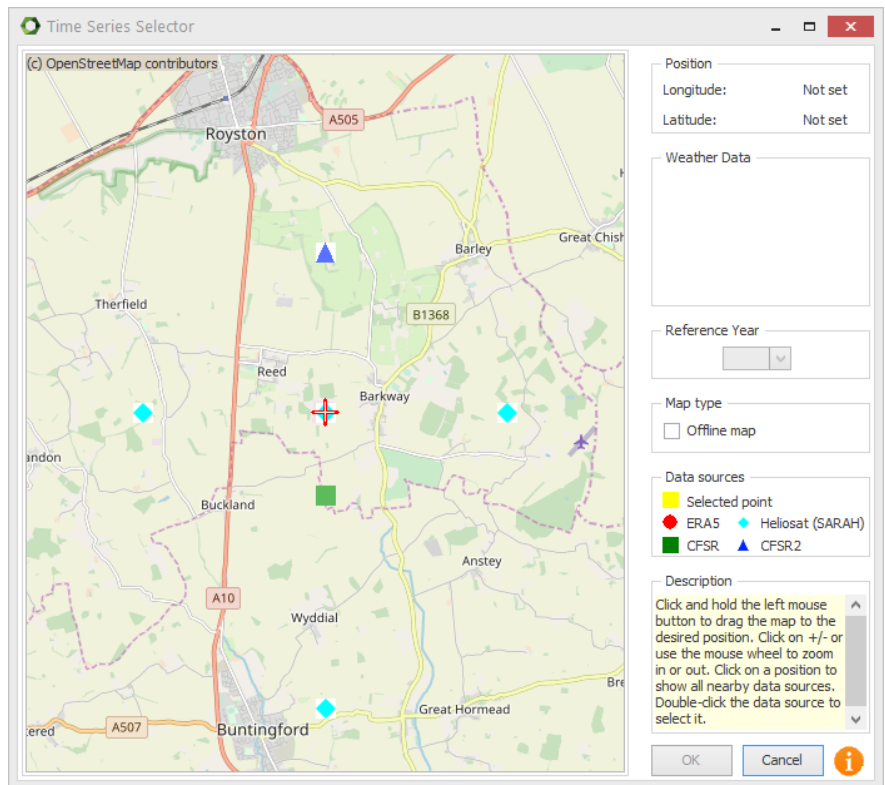 Time Series Selector
(c) OpenStreetMap contributors
Royston
A505
Barley
Great Chish
Therfield
B1368
Reed
Barkway
andon
Buckland
Anstey
A10
Wyddial
Bre
Great Hormead
A507
ered
Buntingford
Position
Longitude: Not set
Latitude: Not set
Weather Data
Reference Year
Map type
Offline map
Data sources
Selected point
ERA5 Heliosat (SARAH)
CFSR CFSR2
Description
Click and hold the left mouse
button to drag the map to the
desired position. Click on +/- or
use the mouse wheel to zoom
in or out. Click on a position to
show all nearby data sources.
Double-click the data source to
select it.
OK Cancel
i